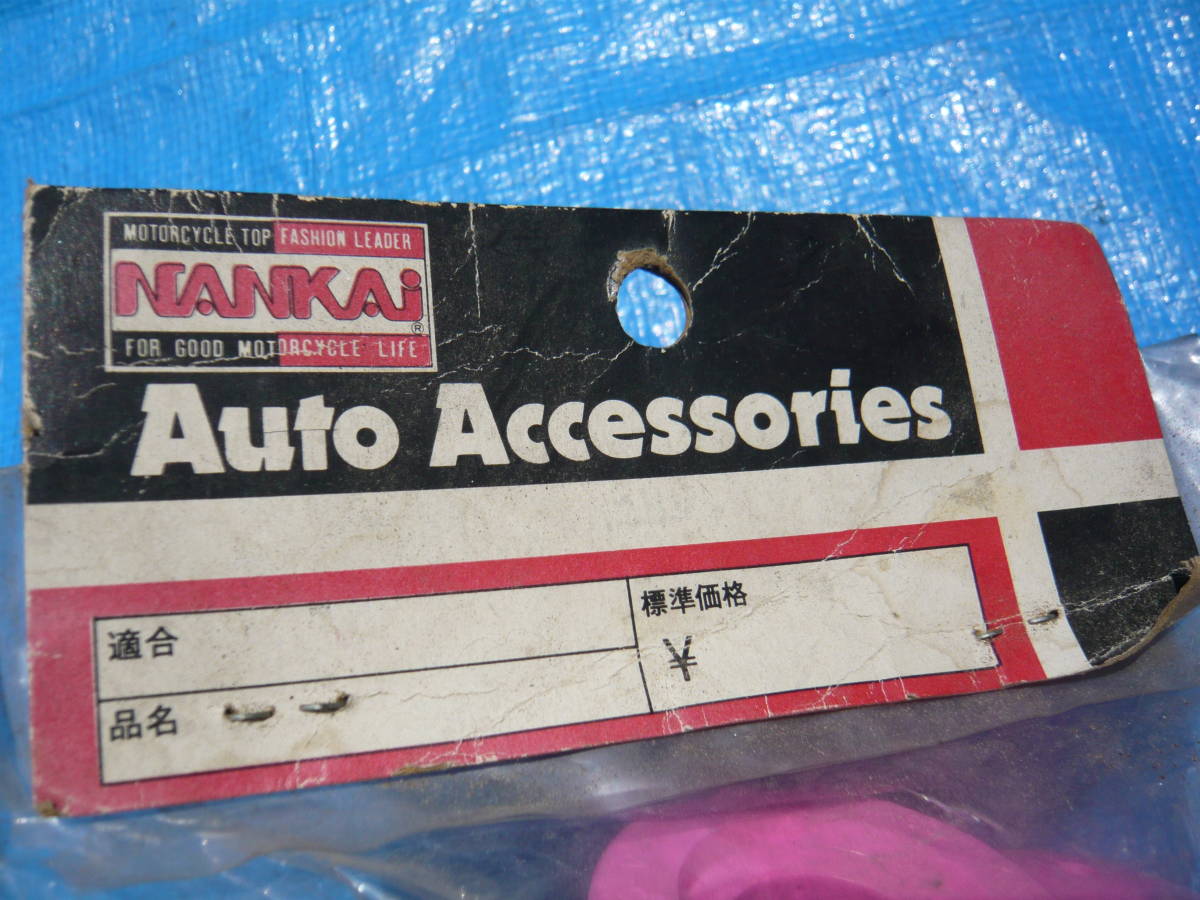 MOTORCYCLE TOP FASHION LEADER
NANKAi
®
FOR GOOD MOTORCYCLE LIFE
Auto Accessories
適合
標準価格
¥
品名